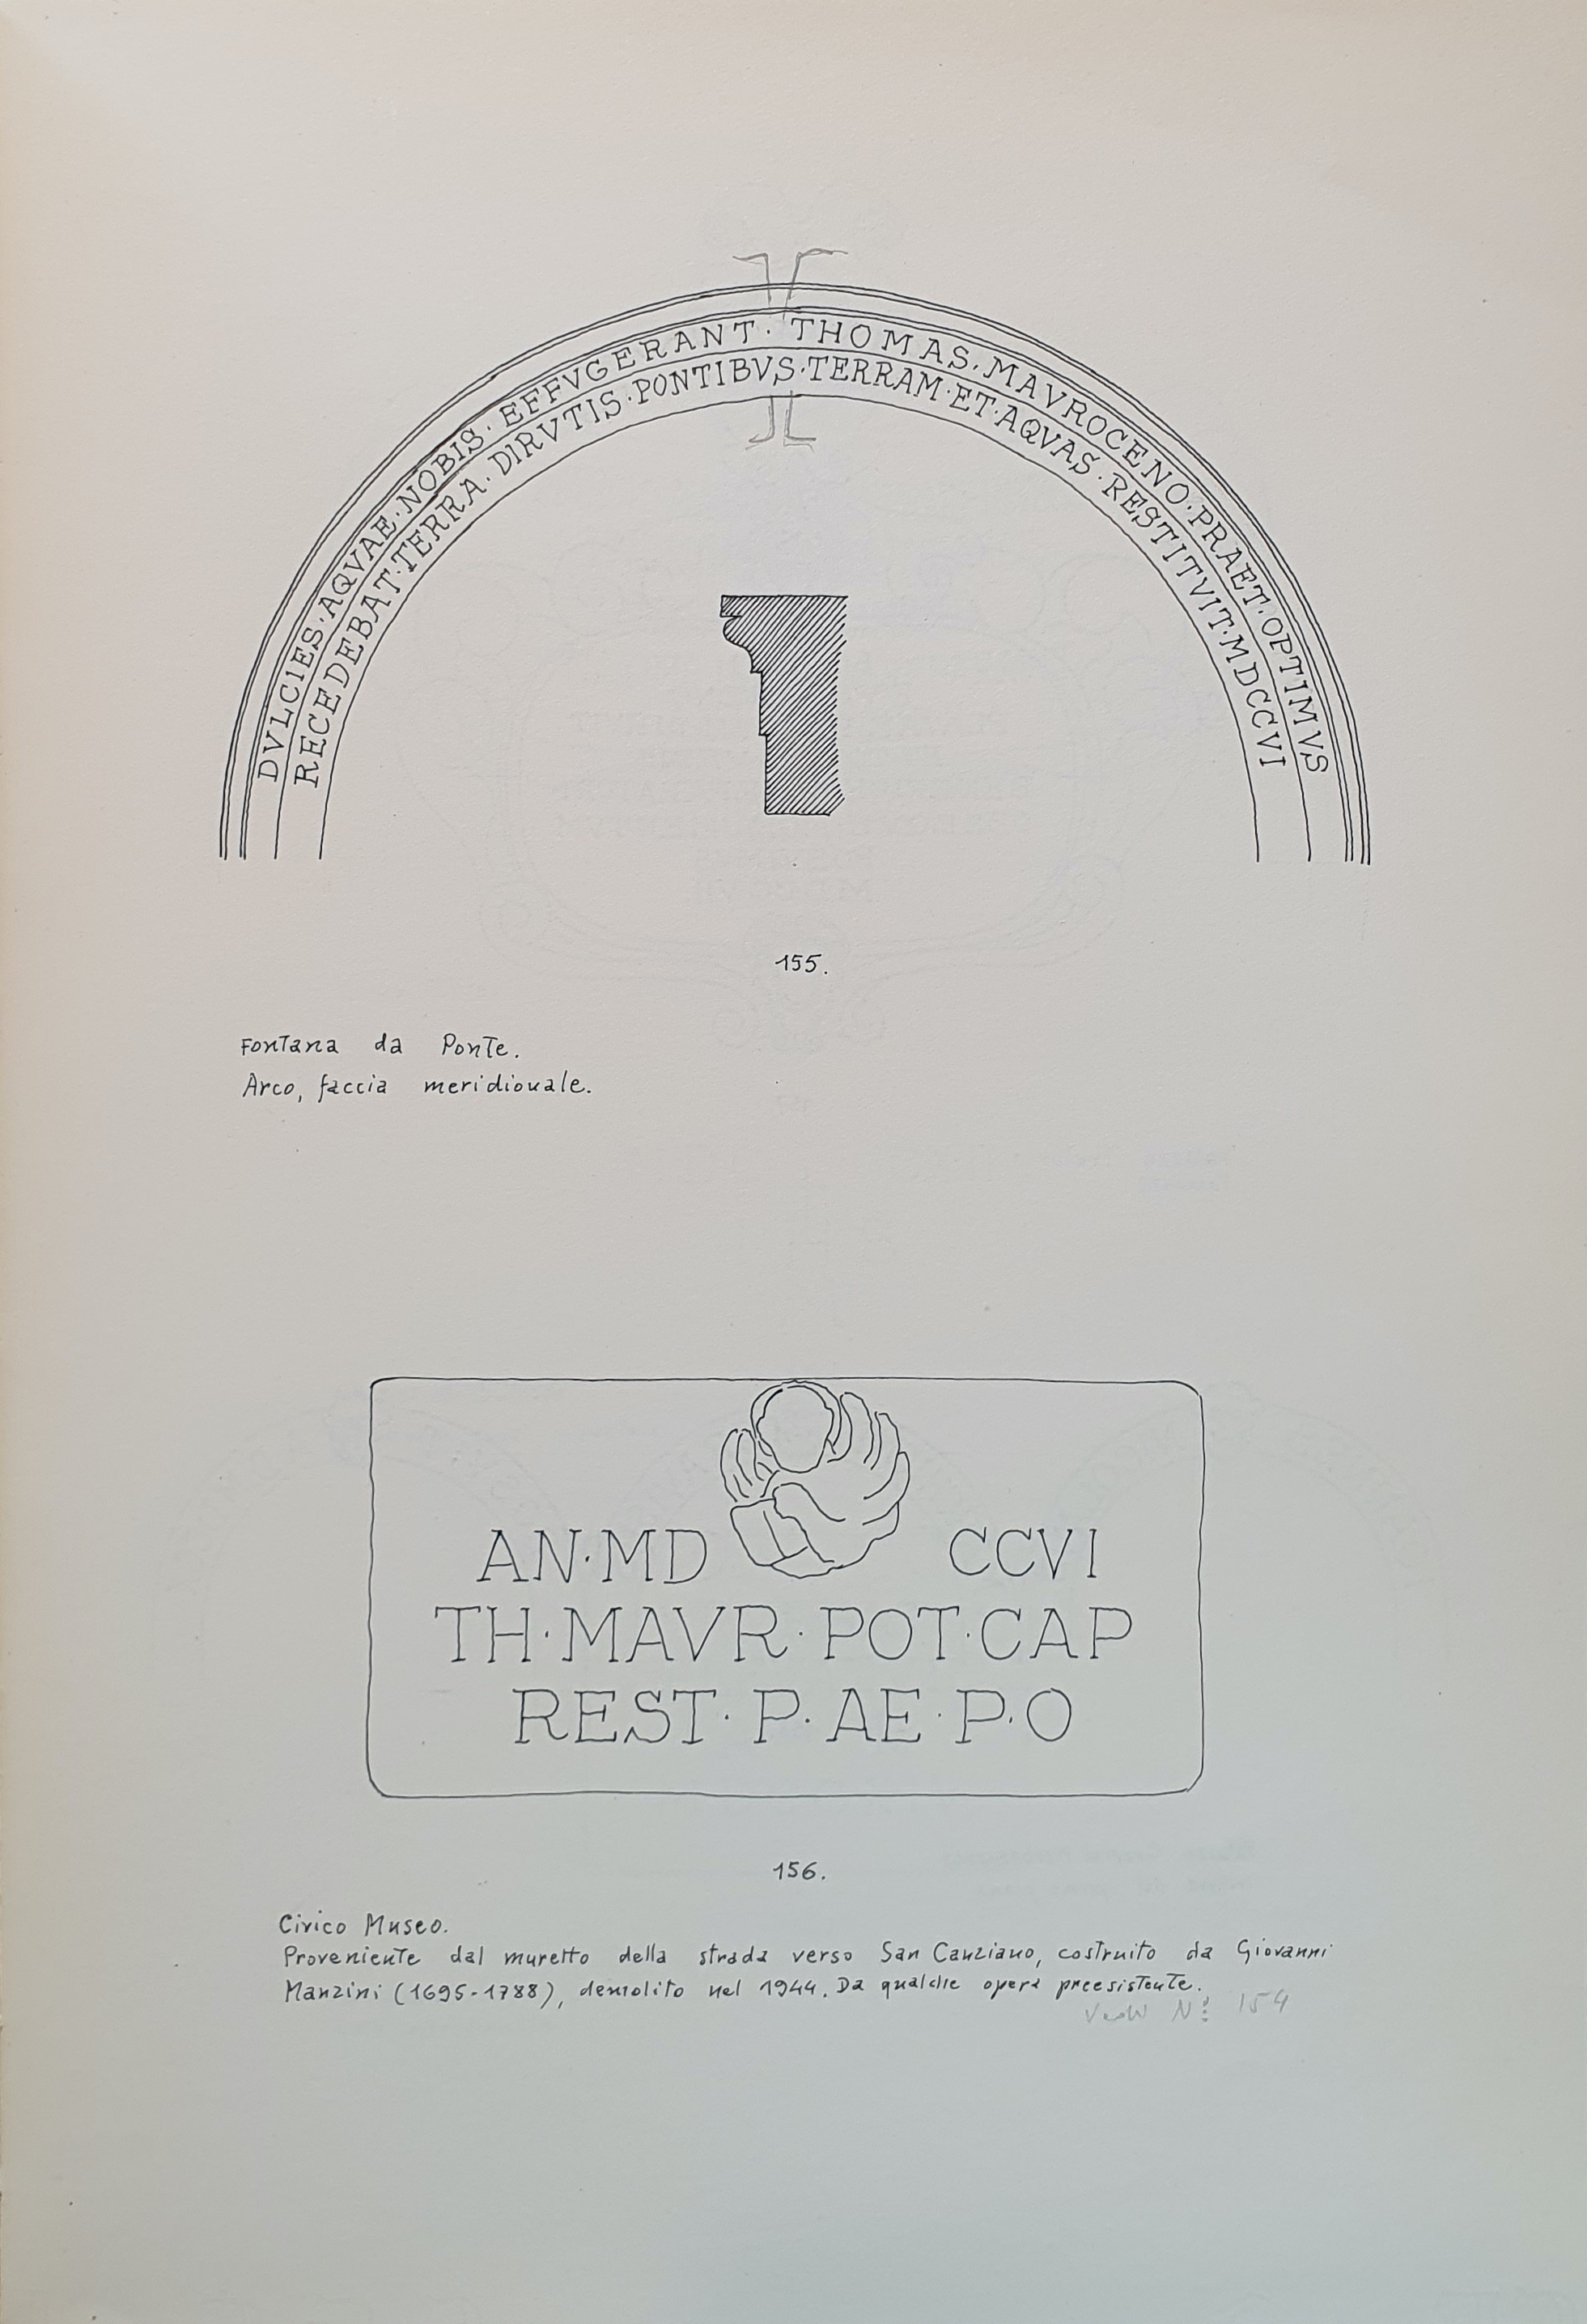 DVLCIES·AQVAE·NOBIS·EFFVGERANT·THOMAS·MAVROCENO·PRAET·OPTIMVS
RECEDEBAT·TERRA·DIRVTIS·PONTIBVS·TERRAM·ET·AQVAS·RESTITVIT·MDCCVI
155.
Fontana da Ponte.
Arco, faccia meridionale.
AN·MD CCVI
TH·MAVR·POT·CAP
REST·P·AE·P·O
156.
Civico Museo.
Proveniente dal muretto della strada verso San Canziano, costruito da Giovanni
Manzini (1695-1788), demolito nel 1944. Da qualche opera preesistente.
N: 154